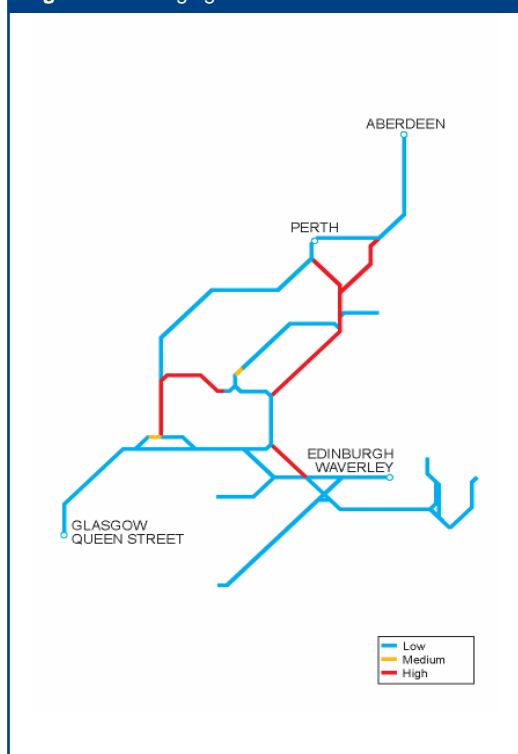 ABERDEEN
PERTH
EDINBURGH
WAVERLEY
GLASGOW
QUEEN STREET
Low
Medium
High